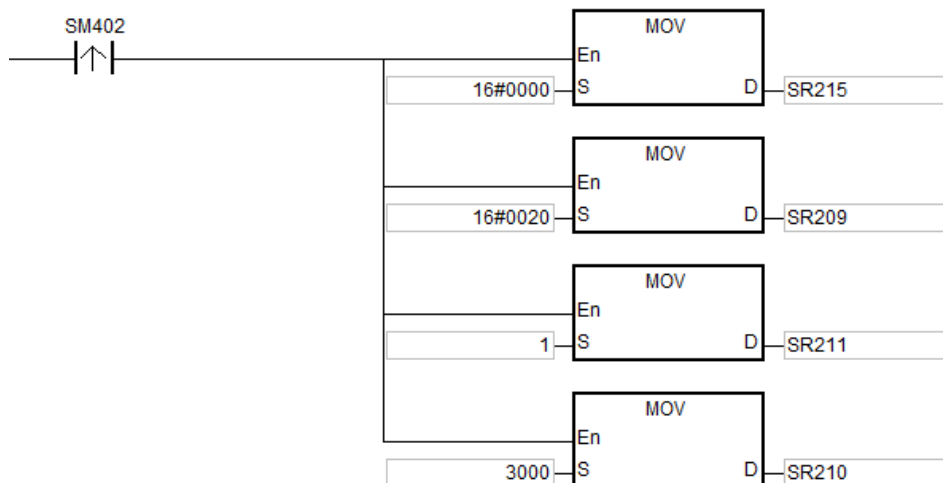 SM402
MOV
En
16#0000 S D SR215
MOV
En
16#0020 S D SR209
MOV
En
1 S D SR211
MOV
En
3000 S D SR210